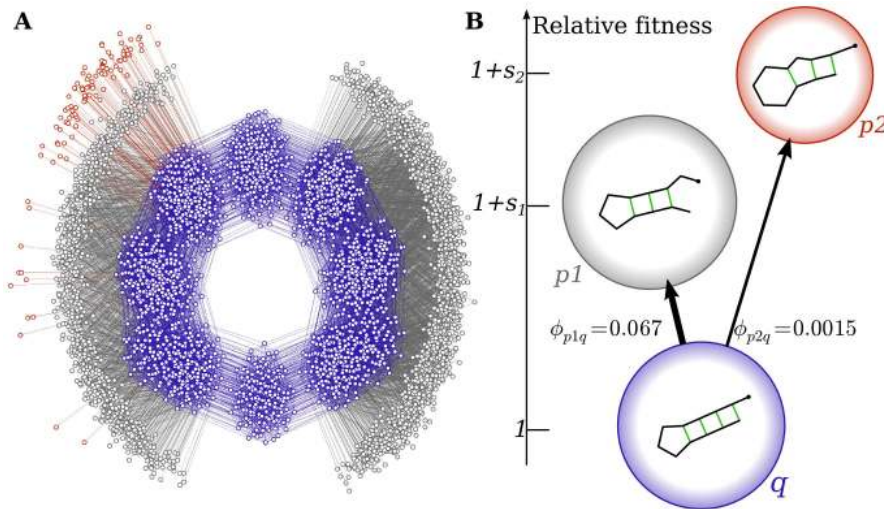 A
B
Relative fitness
1+s₂
p2
1+s₁
p1
ϕp1q=0.067
ϕp2q=0.0015
1
q